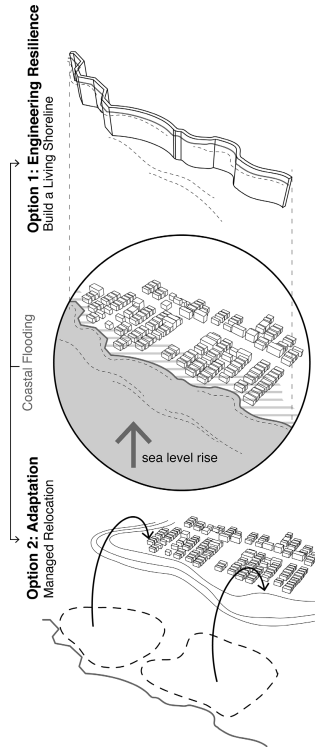 Option 1: Engineering Resilience
Build a Living Shoreline
Coastal Flooding
sea level rise
Option 2: Adaptation
Managed Relocation